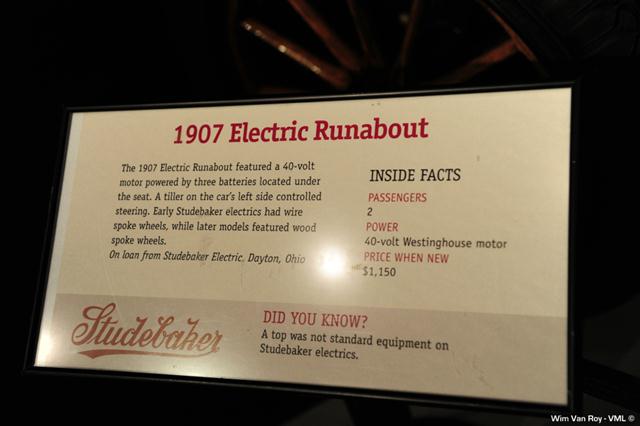 1907 Electric Runabout
The 1907 Electric Runabout featured a 40-volt
motor powered by three batteries located under
the seat. A tiller on the car's left side controlled
steering. Early Studebaker electrics had wire
spoke wheels, while later models featured wood
spoke wheels.
On loan from Studebaker Electric, Dayton, Ohio
INSIDE FACTS
PASSENGERS
2
POWER
40-volt Westinghouse motor
PRICE WHEN NEW
$1,150
Studebaker
DID YOU KNOW?
A top was not standard equipment on
Studebaker electrics.
Wim Van Roy - VML ©